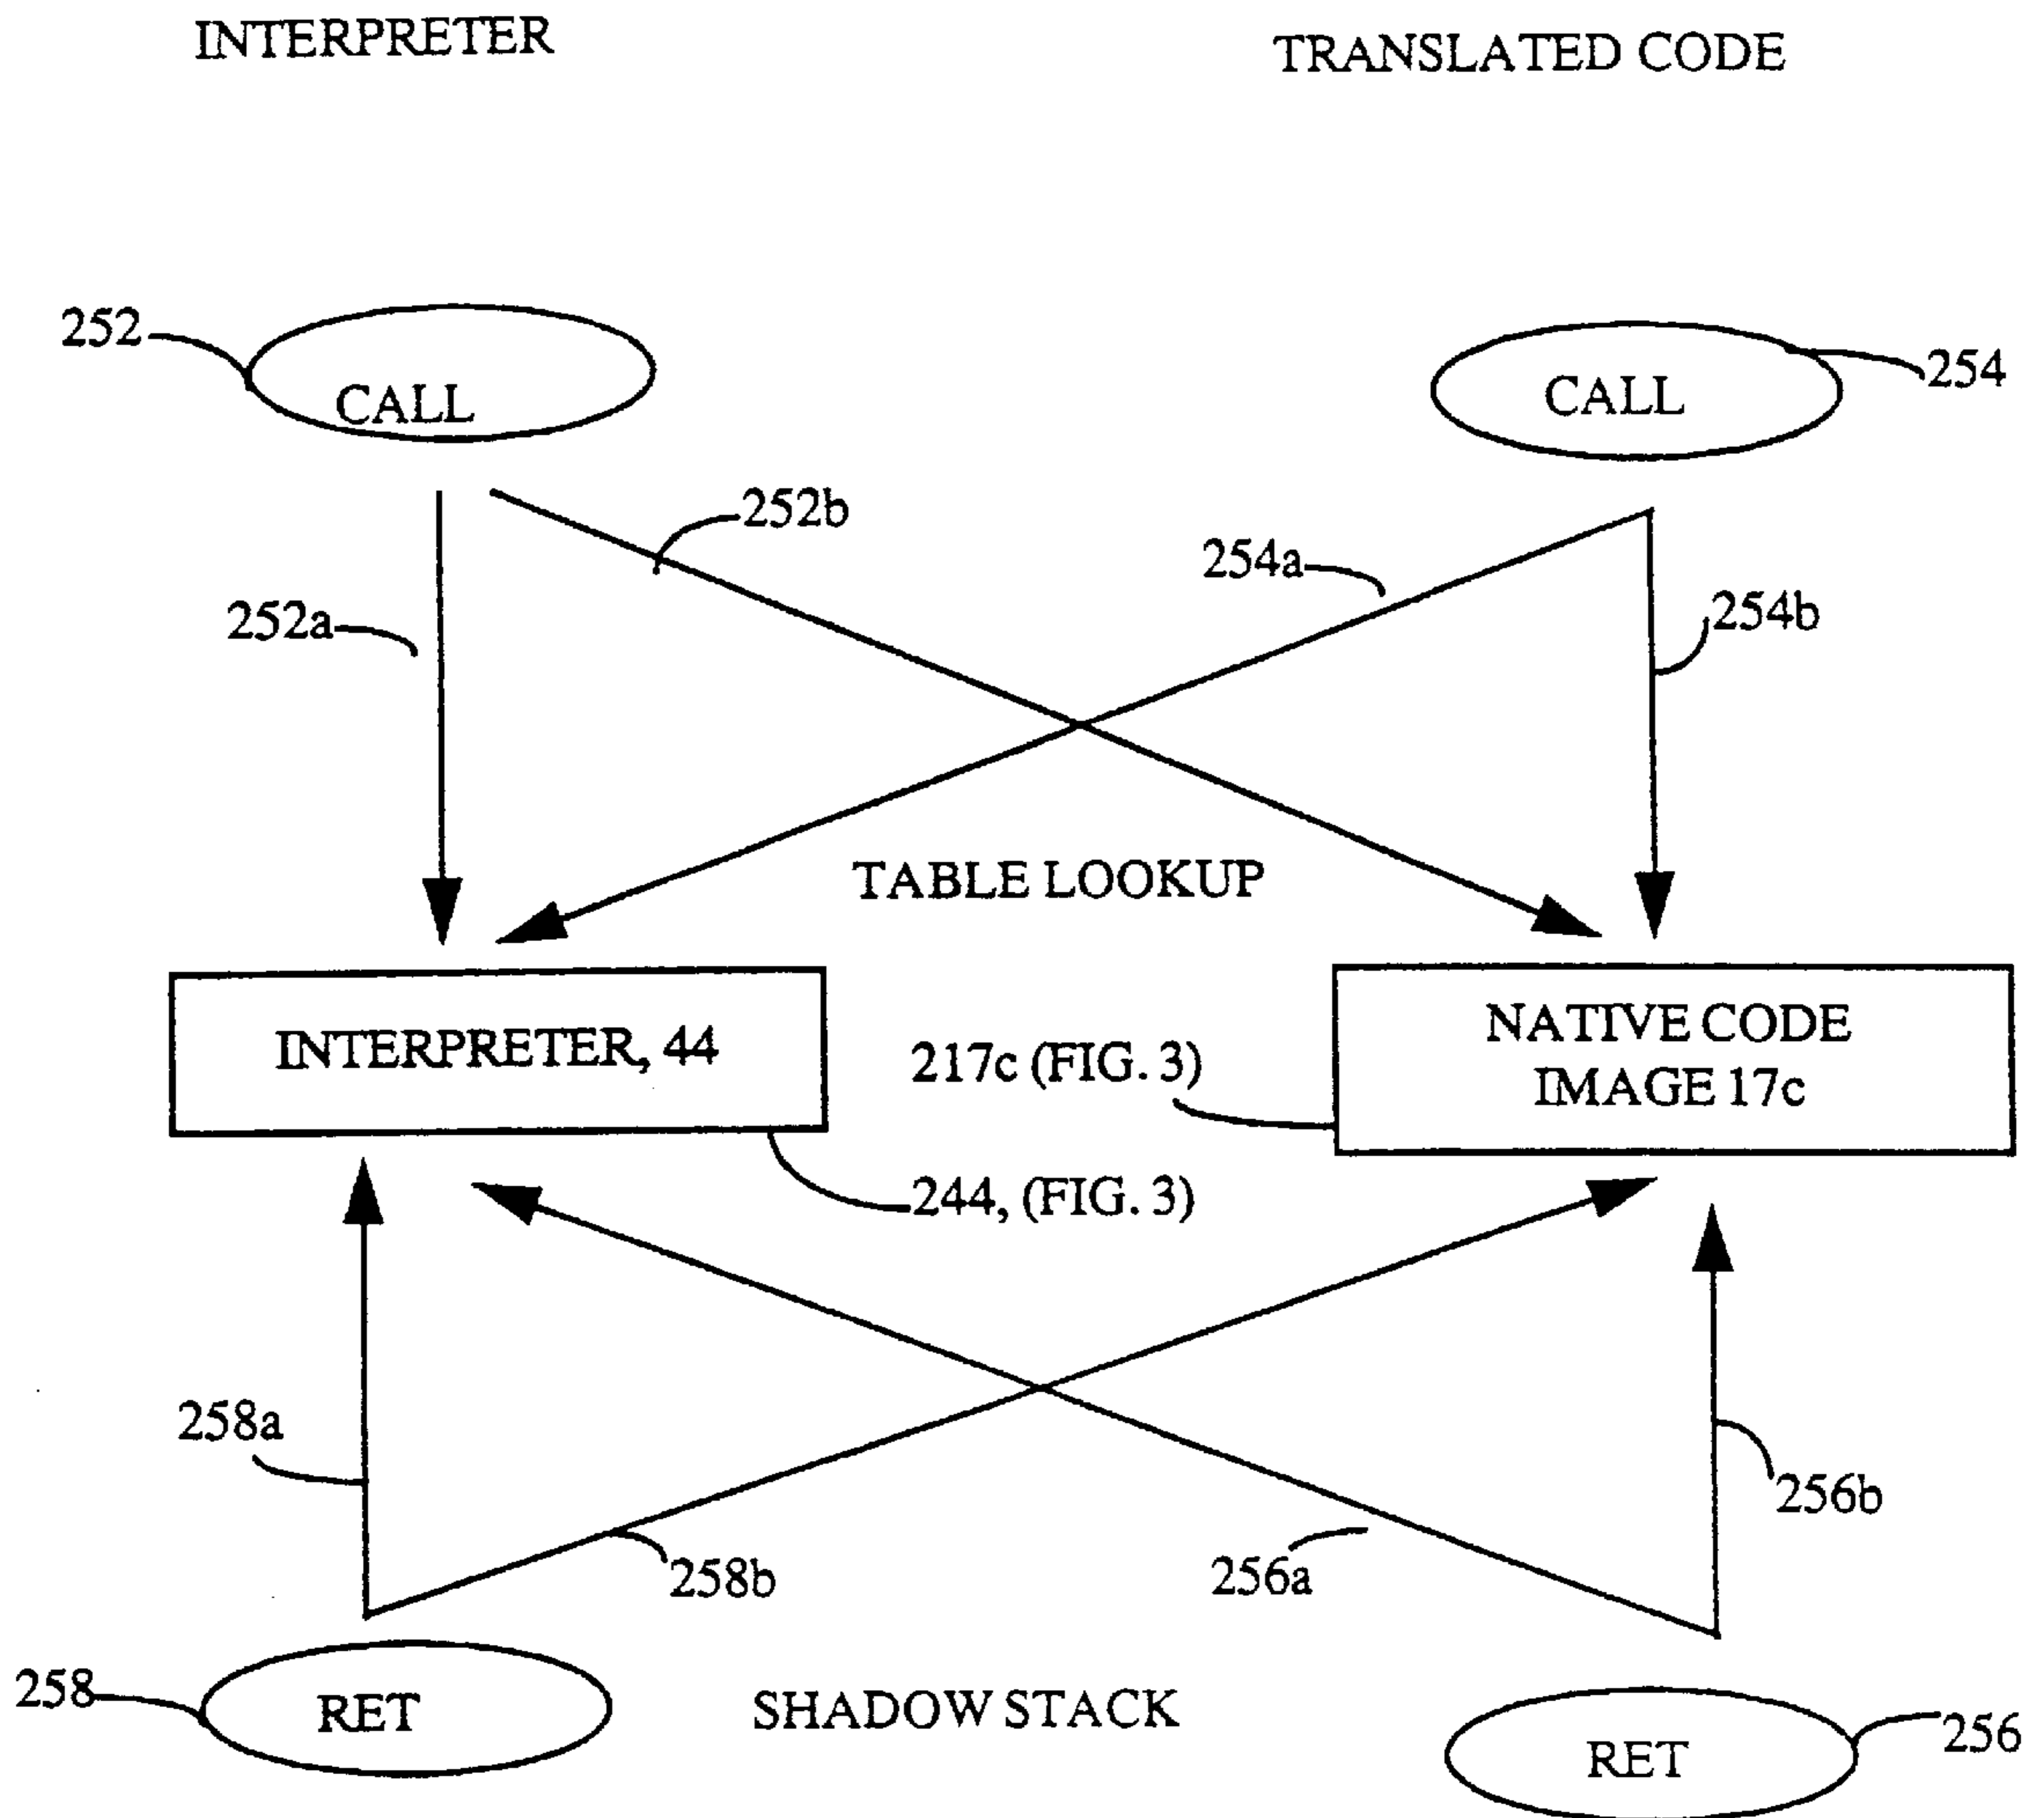 INTERPRETER
TRANSLATED CODE
252
CALL
CALL
254
252b
254a
252a
254b
TABLE LOOKUP
INTERPRETER, 44
217c (FIG. 3)
NATIVE CODE
IMAGE 17c
244, (FIG. 3)
258a
256b
258b
256a
258
RET
SHADOW STACK
RET
256